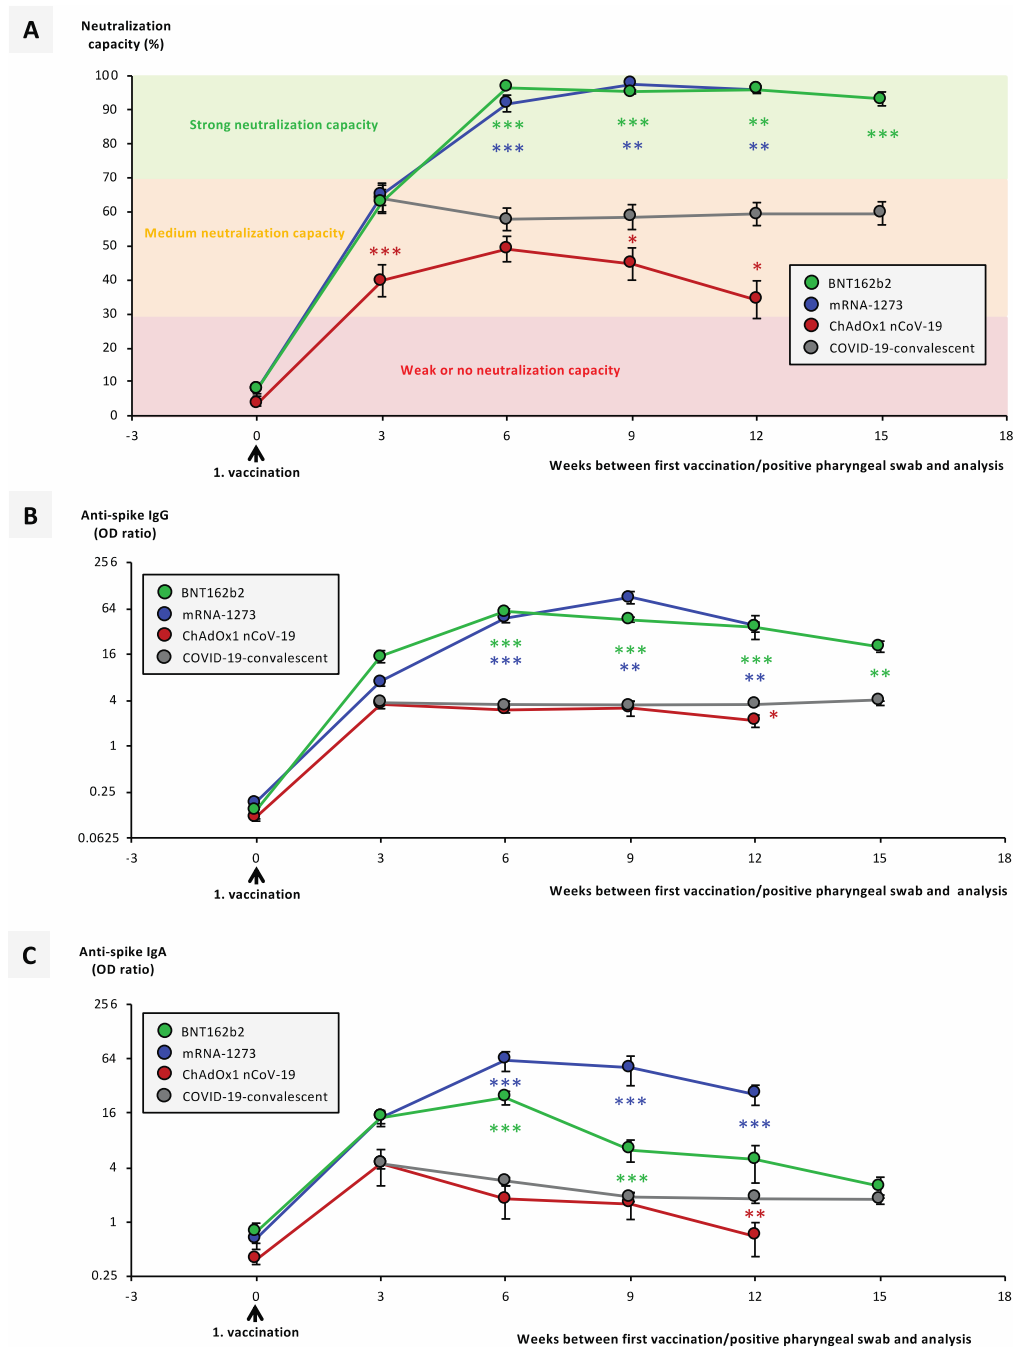 A
Neutralization
capacity (%)
100
90
80
70
60
50
40
30
20
10
0
Strong neutralization capacity
Medium neutralization capacity
Weak or no neutralization capacity
***
***
***
**
**
**
***
***
*
*
BNT162b2
mRNA-1273
ChAdOx1 nCoV-19
COVID-19-convalescent
-3 0 3 6 9 12 15 18
1. vaccination
Weeks between first vaccination/positive pharyngeal swab and analysis
B
Anti-spike IgG
(OD ratio)
256
64
16
4
1
0.25
0.0625
BNT162b2
mRNA-1273
ChAdOx1 nCoV-19
COVID-19-convalescent
***
***
***
**
***
**
**
*
-3 0 3 6 9 12 15 18
1. vaccination
Weeks between first vaccination/positive pharyngeal swab and analysis
C
Anti-spike IgA
(OD ratio)
256
64
16
4
1
0.25
BNT162b2
mRNA-1273
ChAdOx1 nCoV-19
COVID-19-convalescent
***
***
***
***
***
**
-3 0 3 6 9 12 15 18
1. vaccination
Weeks between first vaccination/positive pharyngeal swab and analysis